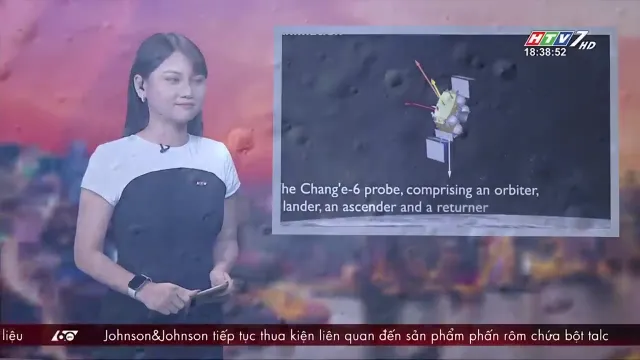 HTV7 HD
18:38:52
he Chang'e-6 probe, comprising an orbiter,
lander, an ascender and a returner
liệu 60 Johnson&Johnson tiếp tục thua kiện liên quan đến sản phẩm phấn rôm chứa bột talc